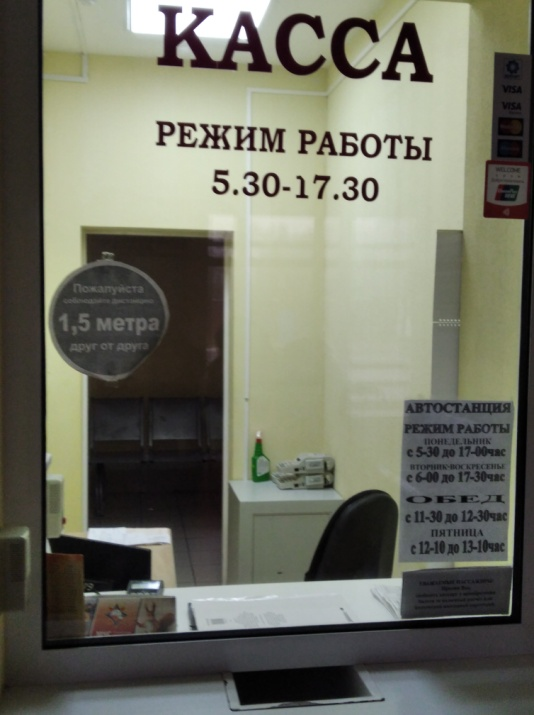 КАССА
РЕЖИМ РАБОТЫ
5.30-17.30
VISA
VISA
WELCOME
Пожалуйста
соблюдайте дистанцию
1,5 метра
друг от друга
АВТОСТАНЦИЯ
РЕЖИМ РАБОТЫ
ПОНЕДЕЛЬНИК
с 5-30 до 17-00час
ВТОРНИК-ВОСКРЕСЕНЬЕ
с 6-00 до 17-30час
ОБЕД
с 11-30 до 12-30час
ПЯТНИЦА
с 12-10 до 13-10час